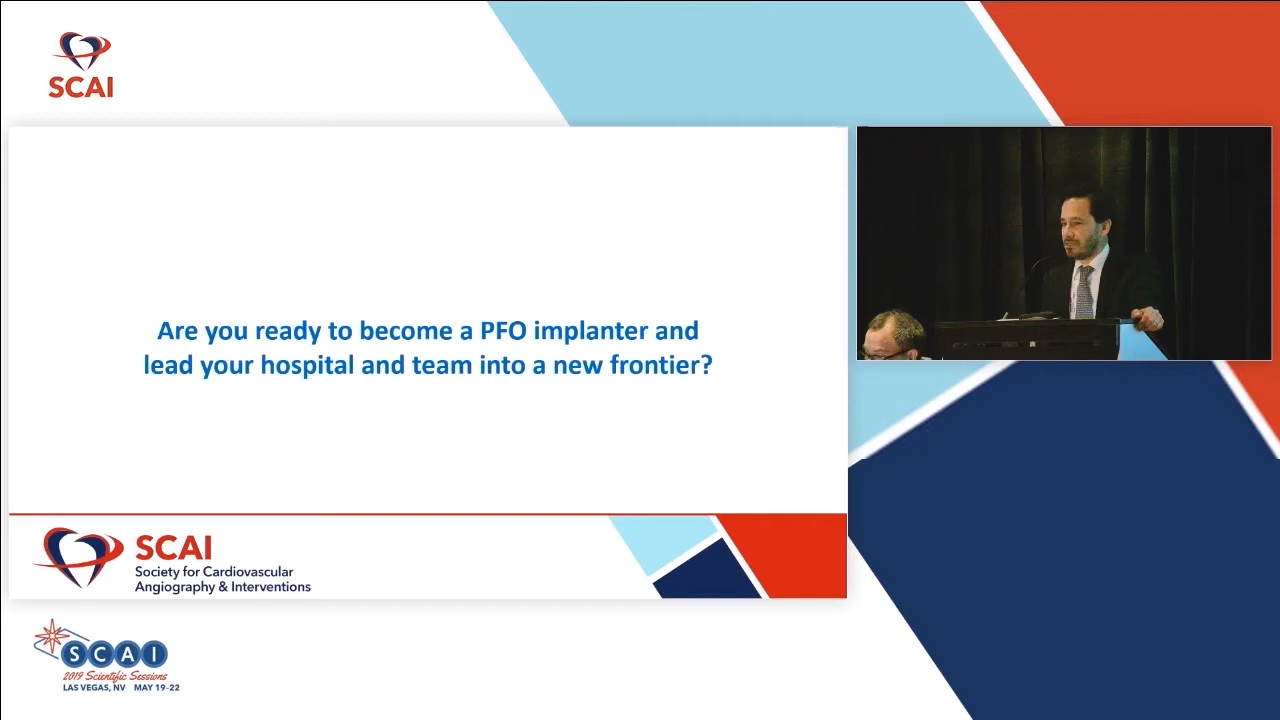 SCAI
Are you ready to become a PFO implanter and
lead your hospital and team into a new frontier?
SCAI
Society for Cardiovascular
Angiography & Interventions
SCAI
2019 Scientific Sessions
LAS VEGAS, NV MAY 19-22